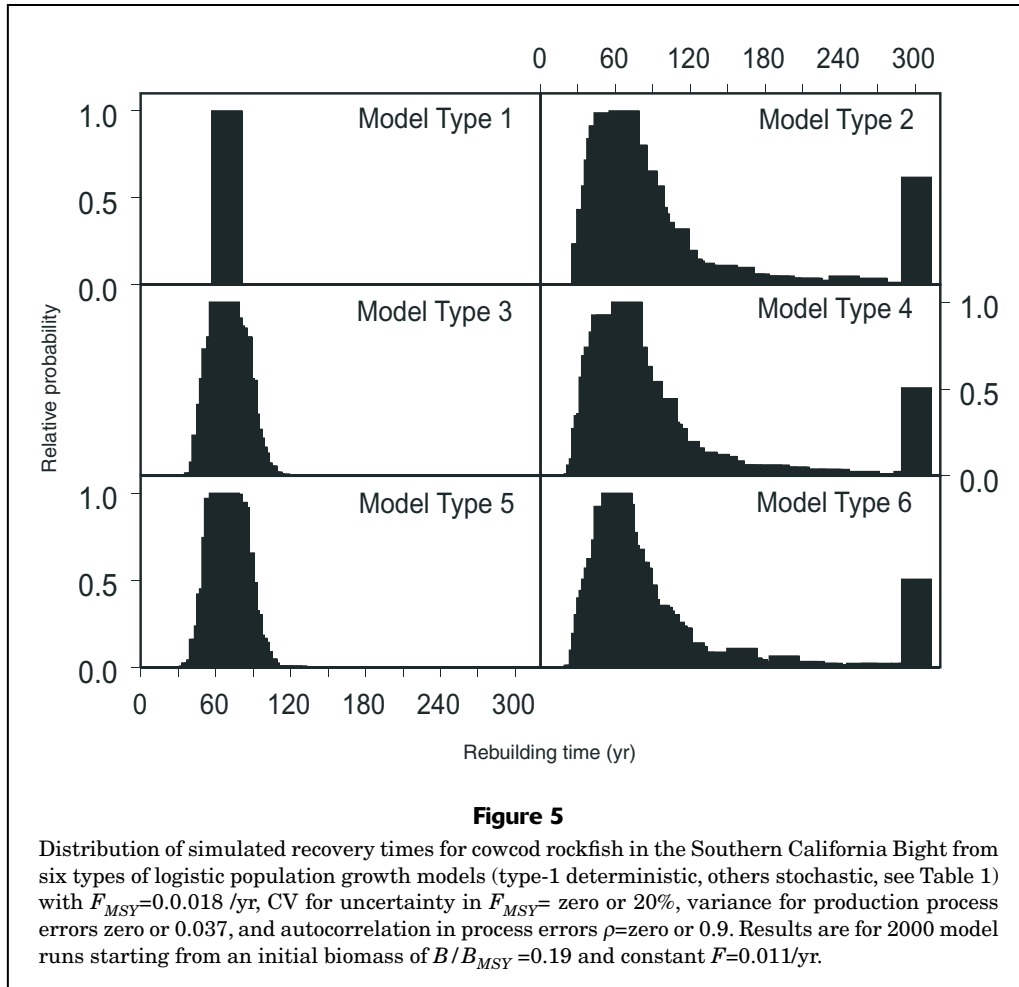 0 60 120 180 240 300
1.0 Model Type 1 Model Type 2
0.5
0.0
Model Type 3 Model Type 4 1.0
0.5
0.0
Relative probability
1.0 Model Type 5 Model Type 6
0.5
0.0
0 60 120 180 240 300
Rebuilding time (yr)
Figure 5
Distribution of simulated recovery times for cowcod rockfish in the Southern California Bight from
six types of logistic population growth models (type-1 deterministic, others stochastic, see Table 1)
with F_MSY=0.0.018 /yr, CV for uncertainty in F_MSY= zero or 20%, variance for production process
errors zero or 0.037, and autocorrelation in process errors ρ=zero or 0.9. Results are for 2000 model
runs starting from an initial biomass of B/B_MSY =0.19 and constant F=0.011/yr.